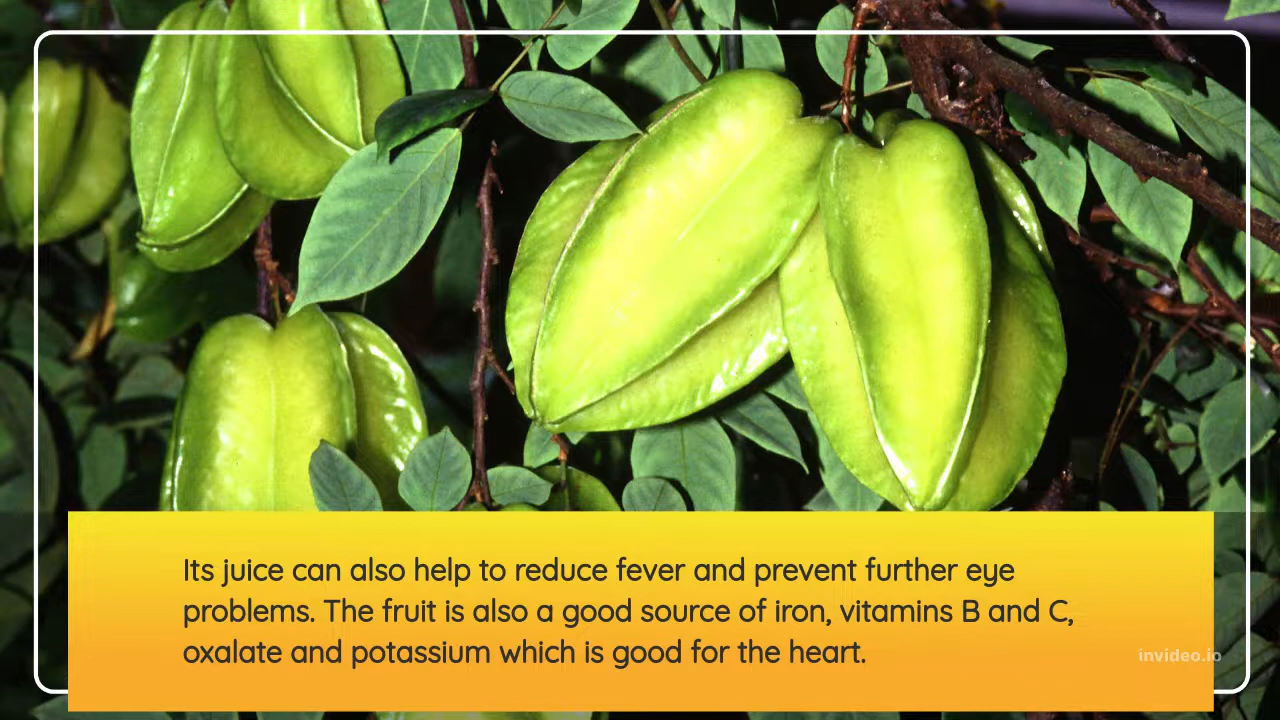 Its juice can also help to reduce fever and prevent further eye
problems. The fruit is also a good source of iron, vitamins B and C,
oxalate and potassium which is good for the heart.
invideo.io